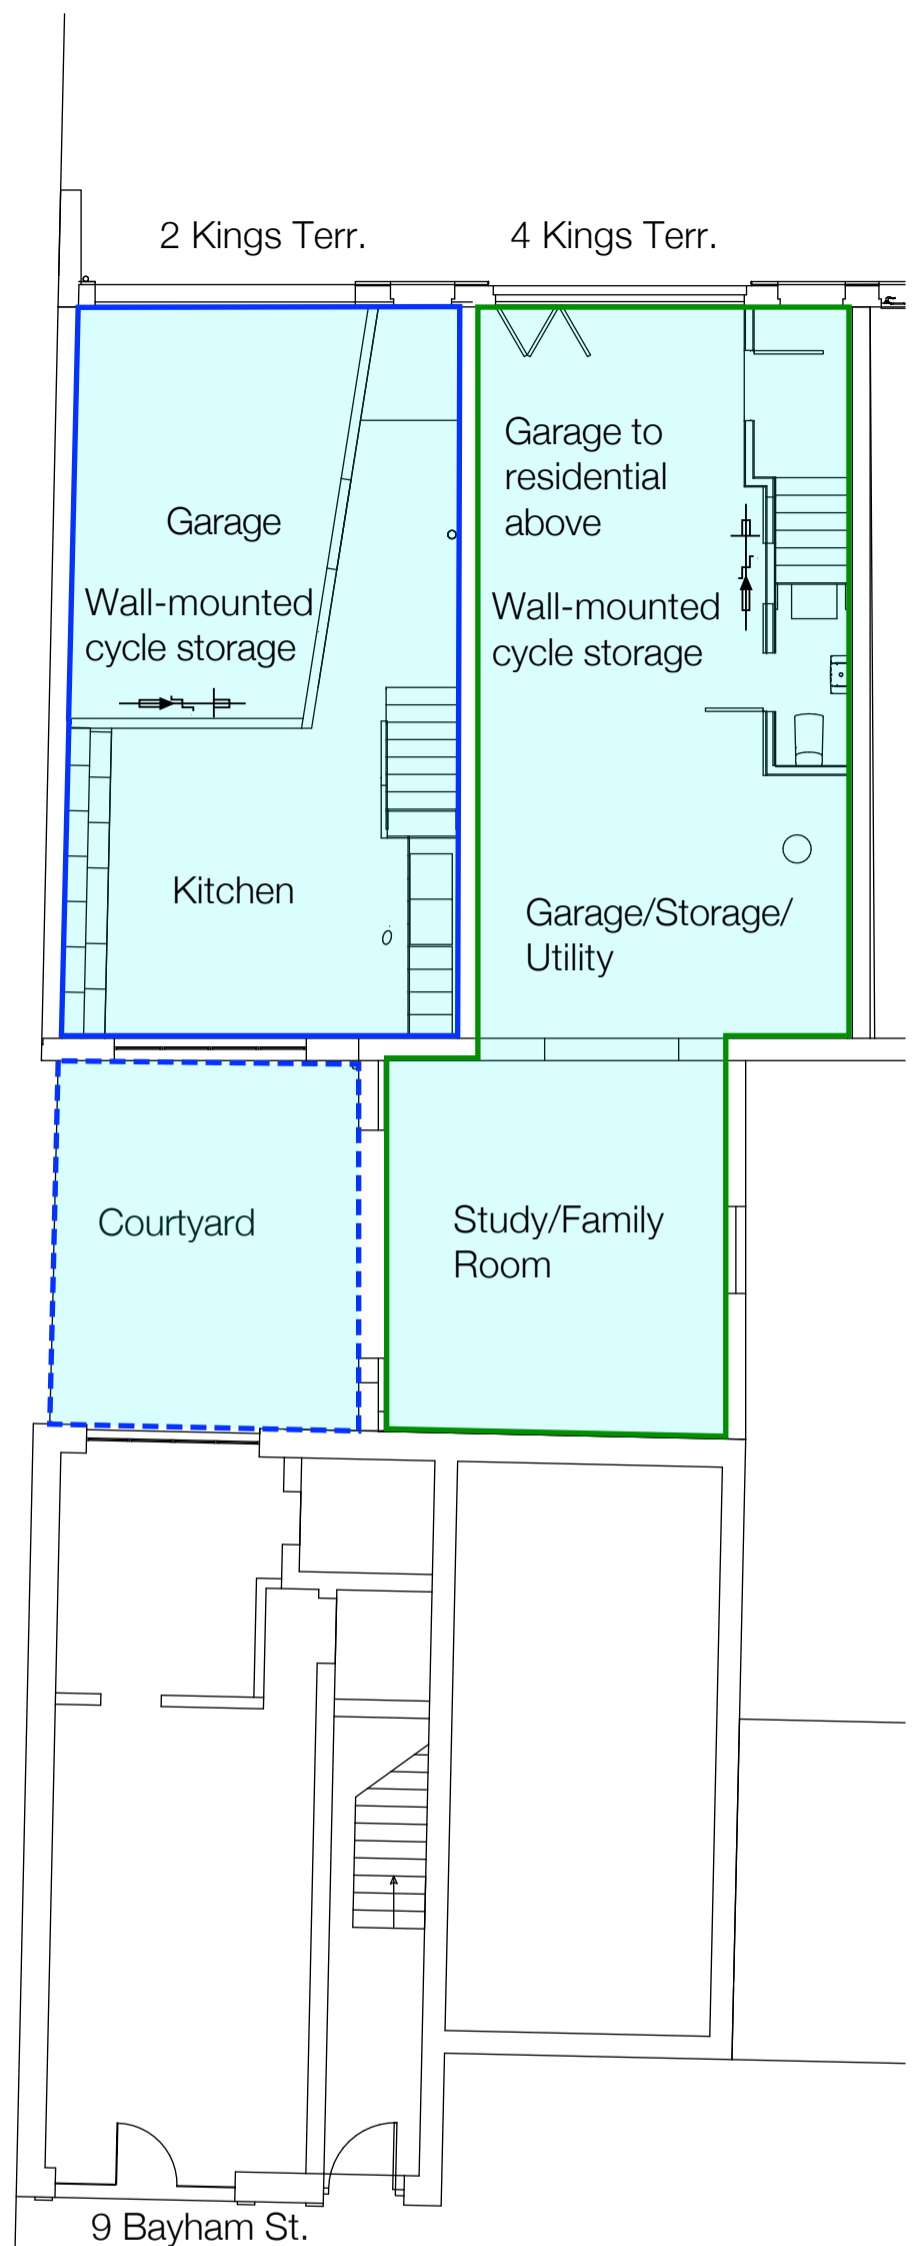 2 Kings Terr.
4 Kings Terr.
Garage
Wall-mounted
cycle storage
Garage to
residential
above
Wall-mounted
cycle storage
Kitchen
Garage/Storage/
Utility
Courtyard
Study/Family
Room
9 Bayham St.